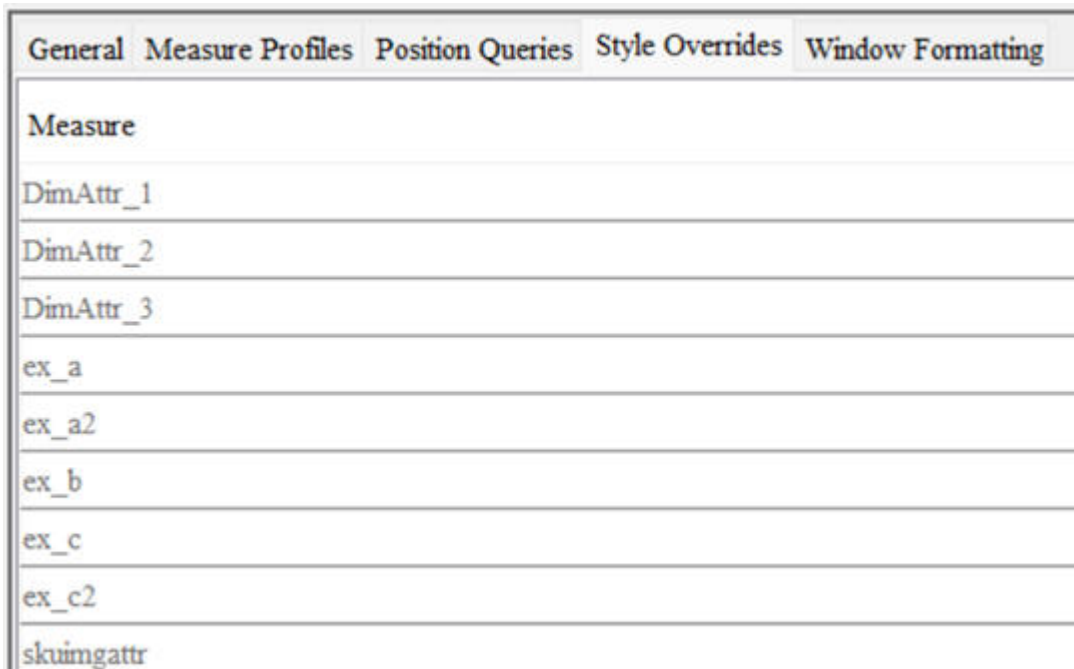 General Measure Profiles Position Queries Style Overrides Window Formatting
Measure
DimAttr_1
DimAttr_2
DimAttr_3
ex_a
ex_a2
ex_b
ex_c
ex_c2
skuimgattr